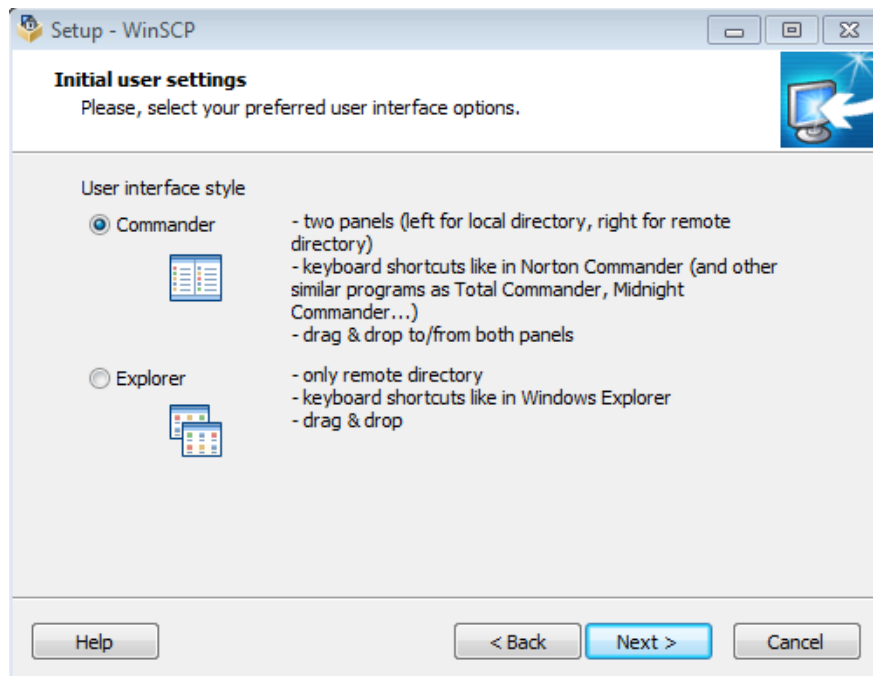 Setup - WinSCP
Initial user settings
Please, select your preferred user interface options.
User interface style
Commander
- two panels (left for local directory, right for remote
directory)
- keyboard shortcuts like in Norton Commander (and other
similar programs as Total Commander, Midnight
Commander...)
- drag & drop to/from both panels
Explorer
- only remote directory
- keyboard shortcuts like in Windows Explorer
- drag & drop
Help
< Back
Next >
Cancel